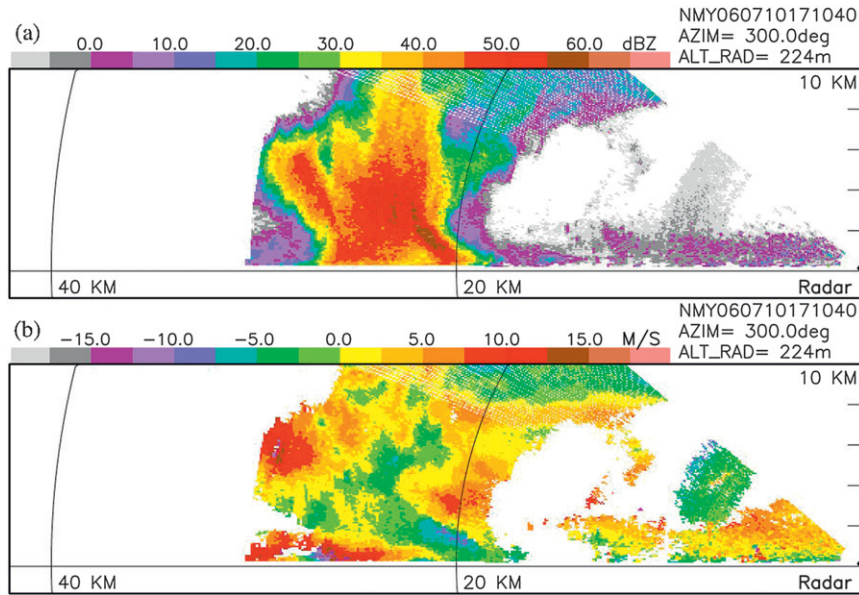 (a)
0.0 10.0 20.0 30.0 40.0 50.0 60.0 dBZ
NMY060710171040
AZIM= 300.0deg
ALT_RAD= 224m
10 KM
40 KM 20 KM Radar
(b)
-15.0 -10.0 -5.0 0.0 5.0 10.0 15.0 M/S
NMY060710171040
AZIM= 300.0deg
ALT_RAD= 224m
10 KM
40 KM 20 KM Radar